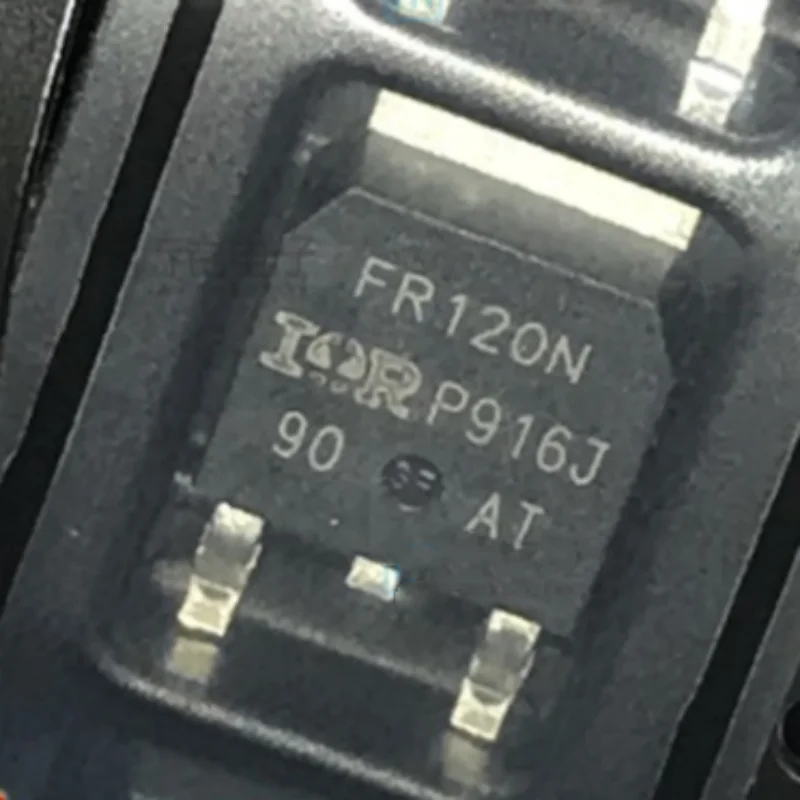 FR120N
IOR P916J
90 AT